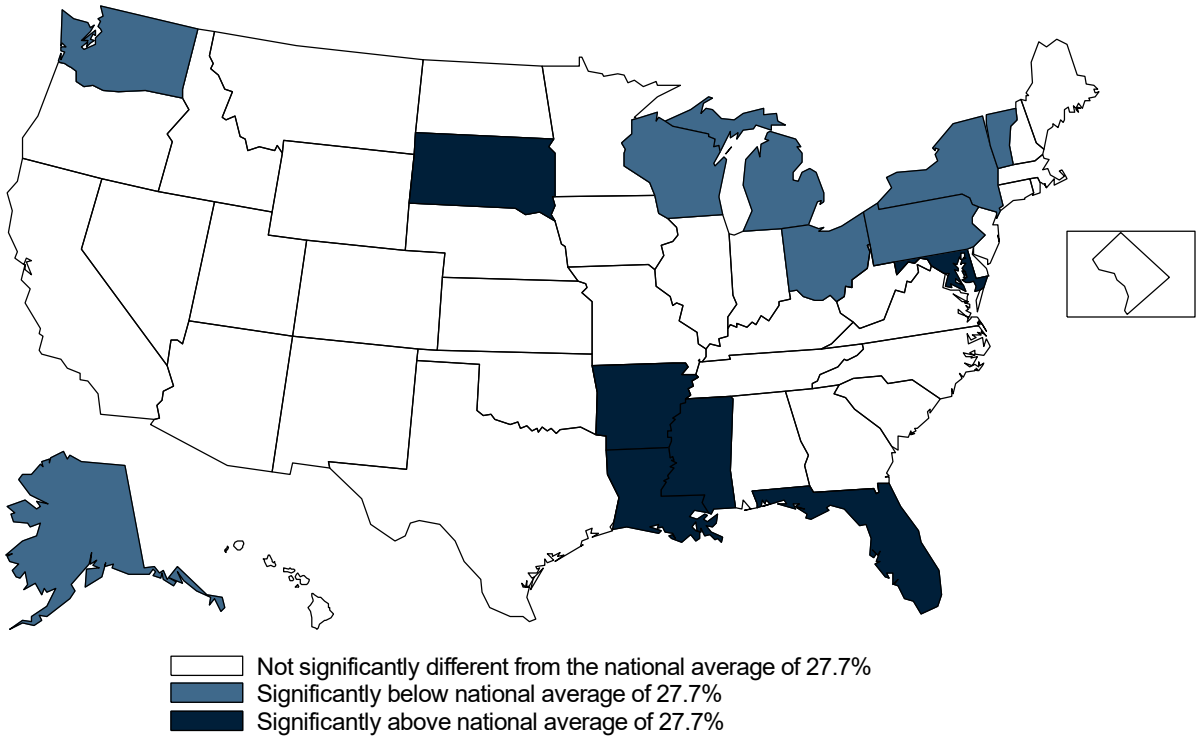 Not significantly different from the national average of 27.7%
Significantly below national average of 27.7%
Significantly above national average of 27.7%